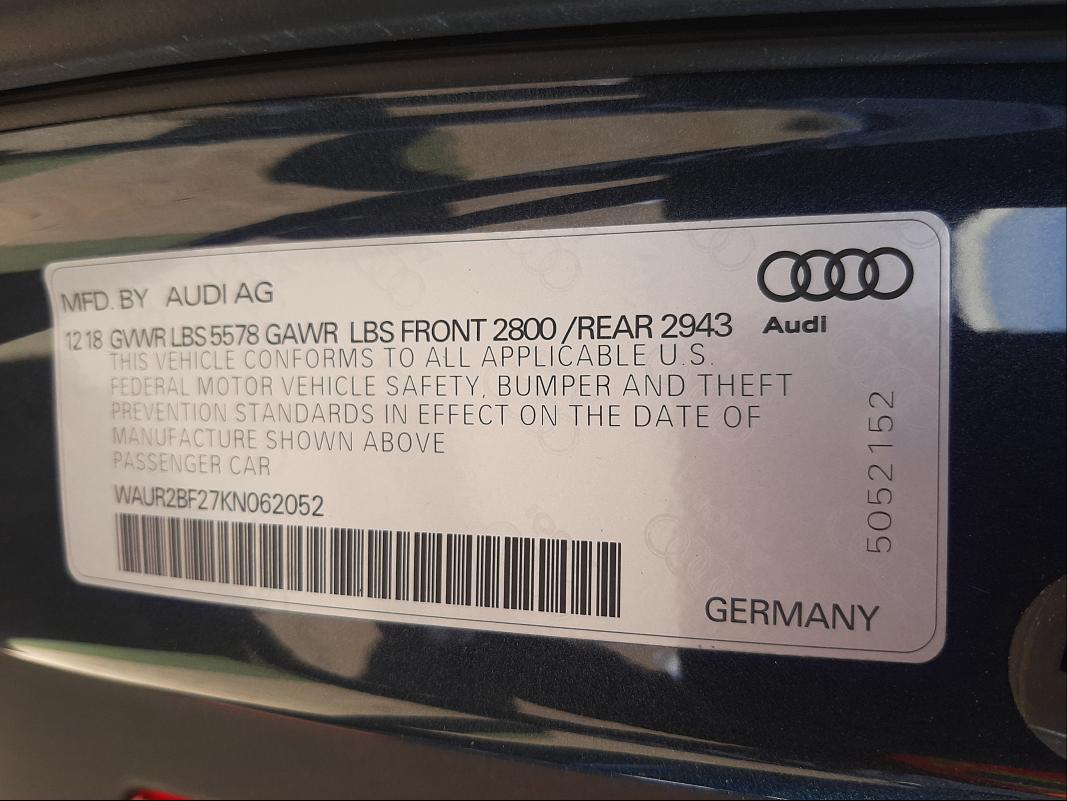 MFD. BY AUDI AG
12 18 GVWR LBS 5578 GAWR LBS FRONT 2800 /REAR 2943
Audi
THIS VEHICLE CONFORMS TO ALL APPLICABLE U.S.
FEDERAL MOTOR VEHICLE SAFETY, BUMPER AND THEFT
PREVENTION STANDARDS IN EFFECT ON THE DATE OF
MANUFACTURE SHOWN ABOVE
PASSENGER CAR
WAUR2BF27KN062052
5052152
GERMANY